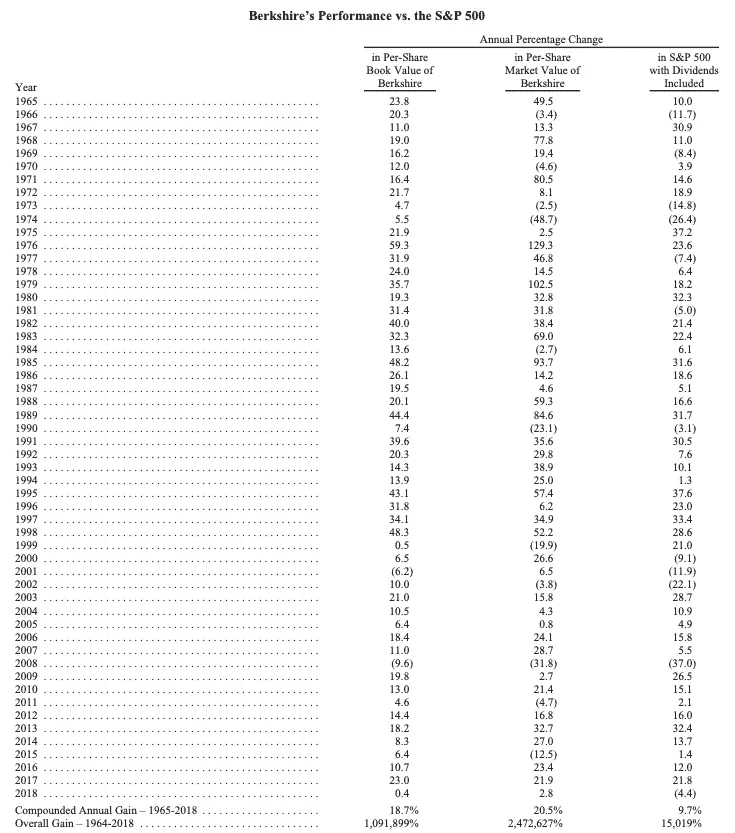 Berkshire’s Performance vs. the S&P 500
Annual Percentage Change
in Per-Share in Per-Share in S&P 500
Book Value of Market Value of with Dividends
Year Berkshire Berkshire Included
1965 23.8 49.5 10.0
1966 20.3 (3.4) (11.7)
1967 11.0 13.3 30.9
1968 19.0 77.8 11.0
1969 16.2 19.4 (8.4)
1970 12.0 (4.6) 3.9
1971 16.4 80.5 14.6
1972 21.7 8.1 18.9
1973 4.7 (2.5) (14.8)
1974 5.5 (48.7) (26.4)
1975 21.9 2.5 37.2
1976 59.3 129.3 23.6
1977 31.9 46.8 (7.4)
1978 24.0 14.5 6.4
1979 35.7 102.5 18.2
1980 19.3 32.8 32.3
1981 31.4 31.8 (5.0)
1982 40.0 38.4 21.4
1983 32.3 69.0 22.4
1984 13.6 (2.7) 6.1
1985 48.2 93.7 31.6
1986 26.1 14.2 18.6
1987 19.5 4.6 5.1
1988 20.1 59.3 16.6
1989 44.4 84.6 31.7
1990 7.4 (23.1) (3.1)
1991 39.6 35.6 30.5
1992 20.3 29.8 7.6
1993 14.3 38.9 10.1
1994 13.9 25.0 1.3
1995 43.1 57.4 37.6
1996 31.8 6.2 23.0
1997 34.1 34.9 33.4
1998 48.3 52.2 28.6
1999 0.5 (19.9) 21.0
2000 6.5 26.6 (9.1)
2001 (6.2) 6.5 (11.9)
2002 10.0 (3.8) (22.1)
2003 21.0 15.8 28.7
2004 10.5 4.3 10.9
2005 6.4 0.8 4.9
2006 18.4 24.1 15.8
2007 11.0 28.7 5.5
2008 (9.6) (31.8) (37.0)
2009 19.8 2.7 26.5
2010 13.0 21.4 15.1
2011 4.6 (4.7) 2.1
2012 14.4 16.8 16.0
2013 18.2 32.7 32.4
2014 8.3 27.0 13.7
2015 6.4 (12.5) 1.4
2016 10.7 23.4 12.0
2017 23.0 21.9 21.8
2018 0.4 2.8 (4.4)
Compounded Annual Gain – 1965-2018 18.7% 20.5% 9.7%
Overall Gain – 1964-2018 1,091,899% 2,472,627% 15,019%